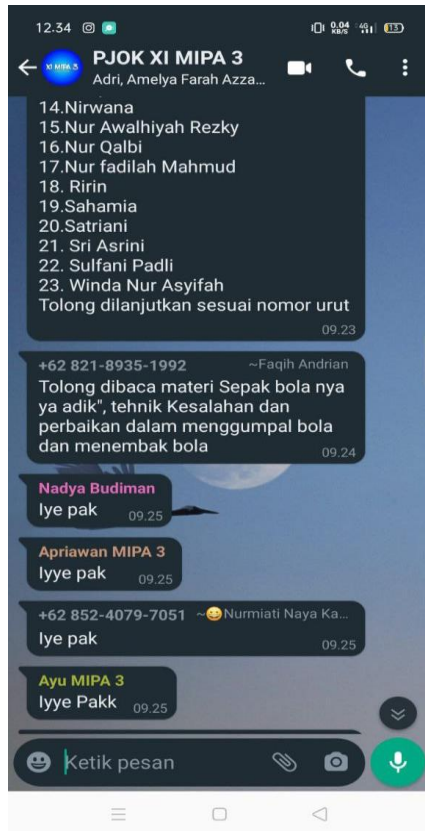 12.34
0.04 KB/S
4G
13
XI MIPA 3
PJOK XI MIPA 3
Adri, Amelya Farah Azza...
14.Nirwana
15.Nur Awalhiyah Rezky
16.Nur Qalbi
17.Nur fadilah Mahmud
18. Ririn
19.Sahamia
20.Satriani
21. Sri Asrini
22. Sulfani Padli
23. Winda Nur Asyifah
Tolong dilanjutkan sesuai nomor urut
09.23
+62 821-8935-1992 ~Faqih Andrian
Tolong dibaca materi Sepak bola nya
ya adik", tehnik Kesalahan dan
perbaikan dalam menggumpal bola
dan menembak bola
09.24
Nadya Budiman
Iye pak 09.25
Apriawan MIPA 3
Iyye pak 09.25
+62 852-4079-7051 ~😀Nurmiati Naya Ka...
Iye pak 09.25
Ayu MIPA 3
Iyye Pakk 09.25
Ketik pesan